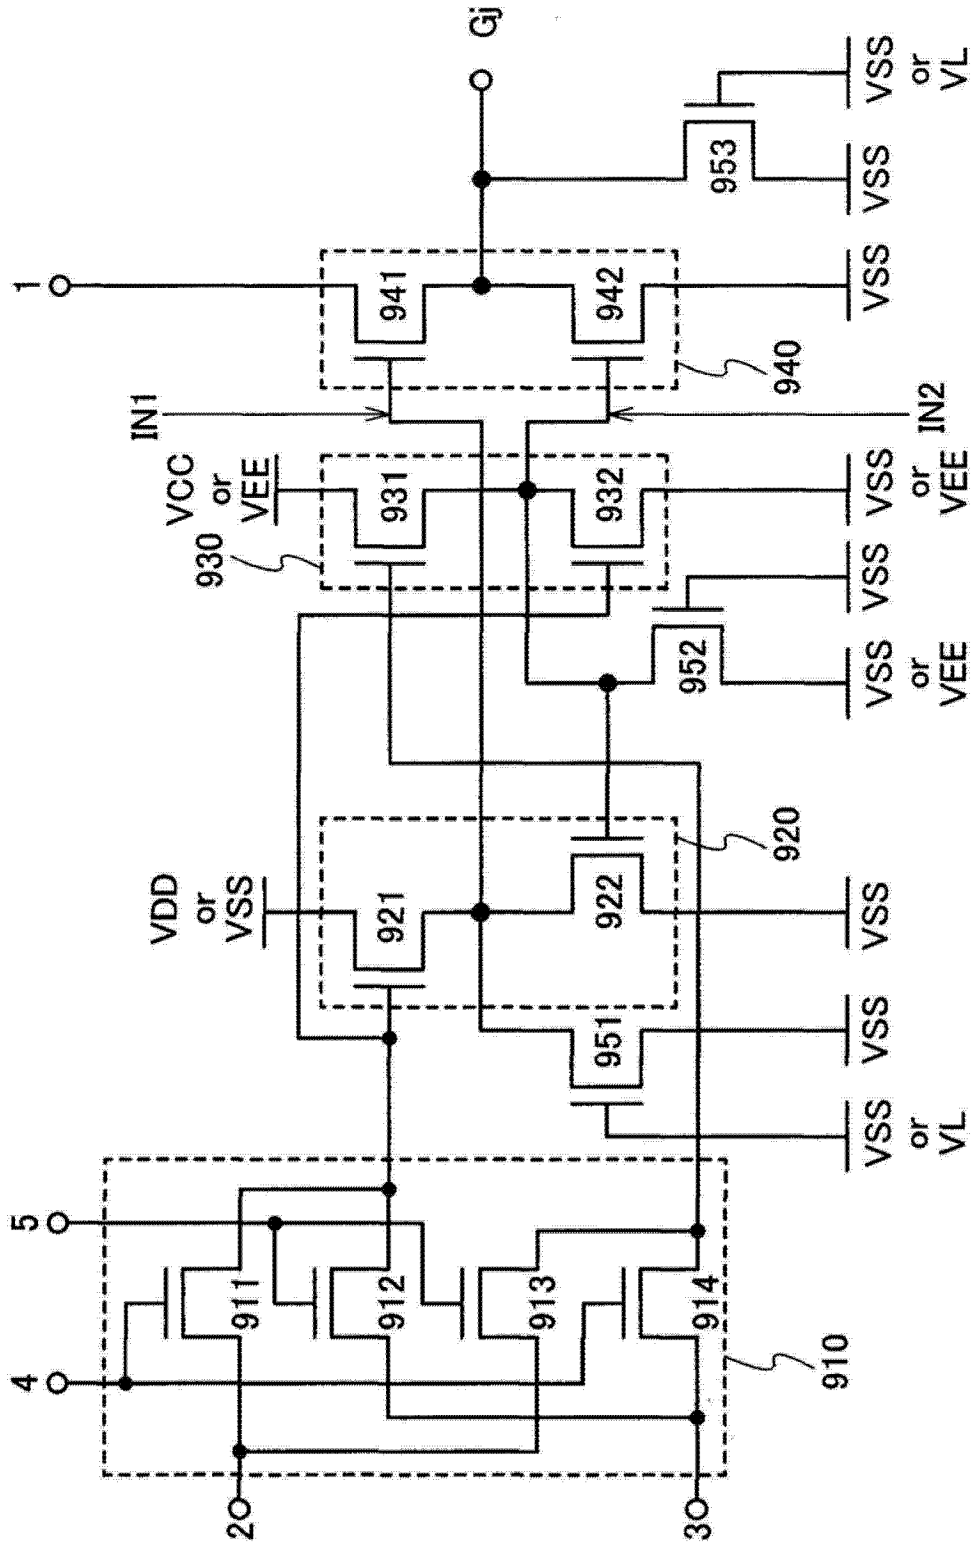 2
3
4
5
910
911
912
913
914
VDD
or
VSS
921
922
920
951
VSS
or
VL
VSS
VSS
930
VCC
or
VEE
931
932
952
VSS
or
VEE
VSS
VSS
or
VEE
IN1
IN2
1
941
942
940
VSS
Gj
953
VSS
VSS
or
VL